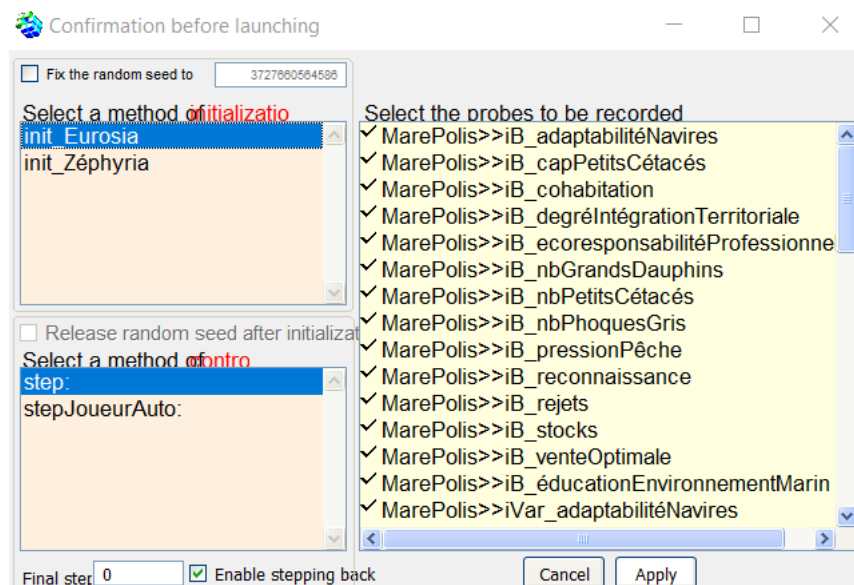 Confirmation before launching
Fix the random seed to 3727660564586
Select a method of initializatio
init_Eurosia
init_Zéphyria
Release random seed after initializat
Select a method of contro
step:
stepJoueurAuto:
Final step 0
Enable stepping back
Select the probes to be recorded
MarePolis>>iB_adaptabilitéNavires
MarePolis>>iB_capPetitsCétacés
MarePolis>>iB_cohabitation
MarePolis>>iB_degréIntégrationTerritoriale
MarePolis>>iB_ecoresponsabilitéProfessionne
MarePolis>>iB_nbGrandsDauphins
MarePolis>>iB_nbPetitsCétacés
MarePolis>>iB_nbPhoquesGris
MarePolis>>iB_pressionPêche
MarePolis>>iB_reconnaissance
MarePolis>>iB_rejets
MarePolis>>iB_stocks
MarePolis>>iB_venteOptimale
MarePolis>>iB_éducationEnvironnementMarin
MarePolis>>iVar_adaptabilitéNavires
Cancel
Apply